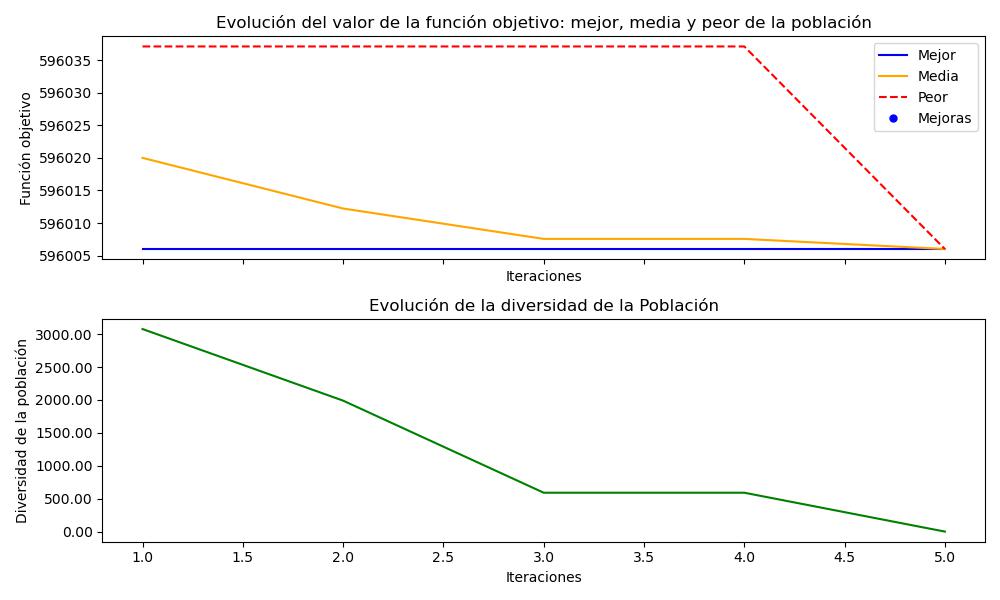 Evolución del valor de la función objetivo: mejor, media y peor de la población
Función objetivo
596035
596030
596025
596020
596015
596010
596005
Mejor
Media
Peor
Mejoras
Iteraciones
Evolución de la diversidad de la Población
Diversidad de la población
3000.00
2500.00
2000.00
1500.00
1000.00
500.00
0.00
1.0 1.5 2.0 2.5 3.0 3.5 4.0 4.5 5.0
Iteraciones